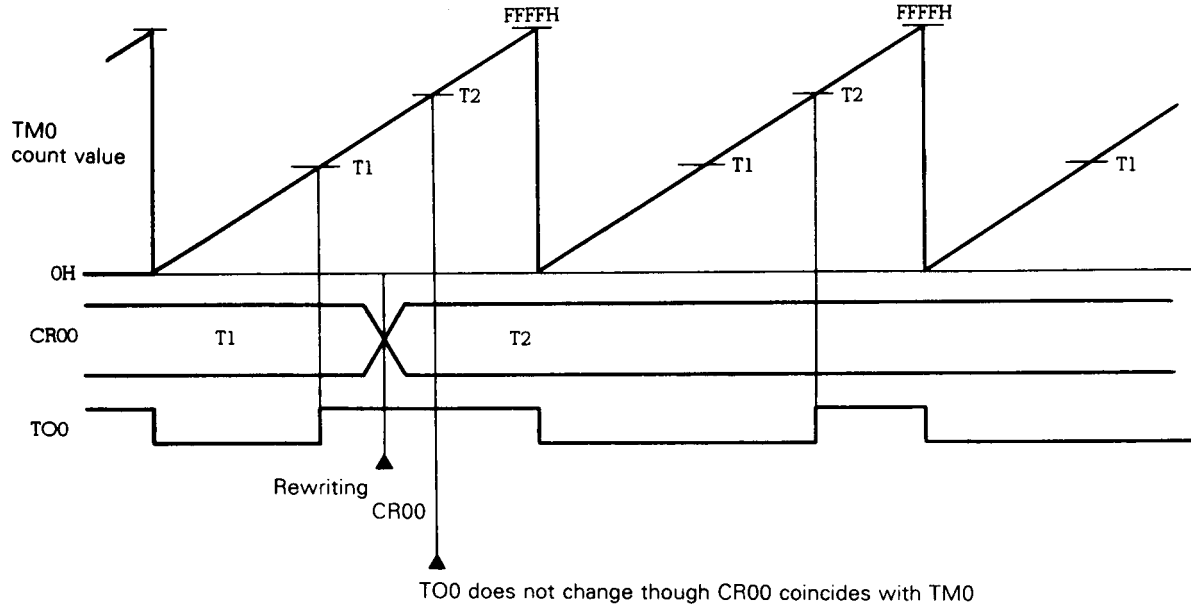 FFFFH
FFFFH
T2
T2
TM0
count value
T1
T1
T1
0H
CR00
T1
T2
TO0
Rewriting
CR00
TO0 does not change though CR00 coincides with TM0